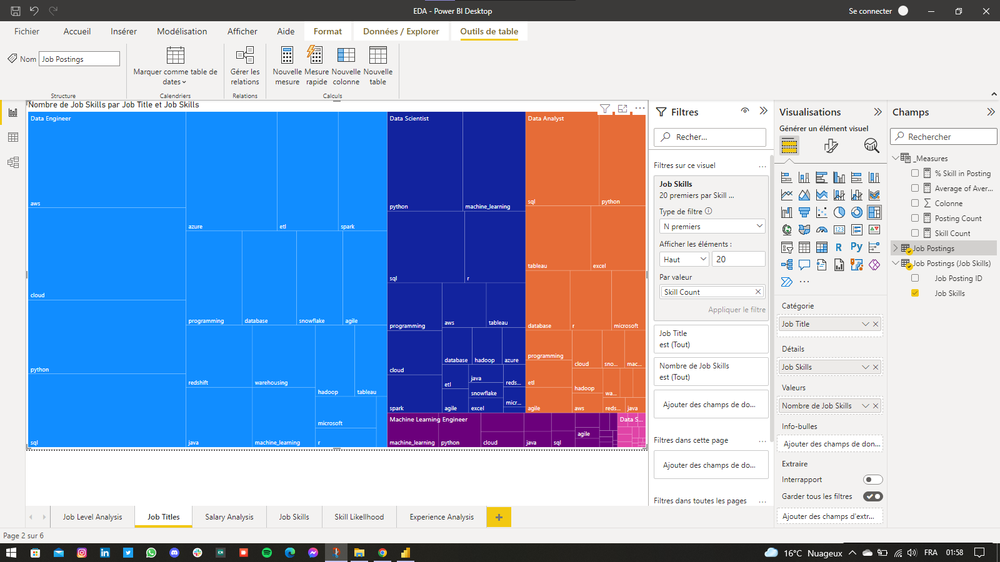 EDA - Power BI Desktop
Se connecter
Fichier
Accueil
Insérer
Modélisation
Afficher
Aide
Format
Données / Explorer
Outils de table
Nom
Job Postings
Marquer comme table de
dates
Gérer les
relations
Nouvelle
mesure
Mesure
rapide
Nouvelle
colonne
Nouvelle
table
Structure
Calendriers
Relations
Calculs
Nombre de Job Skills par Job Title et Job Skills
Data Engineer
aws
cloud
python
sql
azure
etl
spark
programming
database
snowflake
agile
redshift
warehousing
hadoop
tableau
java
machine_learning
microsoft
r
Data Scientist
python
machine_learning
sql
r
programming
aws
tableau
cloud
database
hadoop
azure
spark
etl
agile
java
snowflake
excel
reds...
micr...
Data Analyst
sql
python
tableau
excel
database
r
microsoft
programming
cloud
sno...
mac...
etl
hadoop
wa...
agile
aws
reds...
java
Machine Learning Engineer
machine_learning
python
cloud
java
sql
agile
Data S...
Filtres
Recher...
Filtres sur ce visuel
...
Job Skills
20 premiers par Skill ...
Type de filtre
N premiers
Afficher les éléments :
Haut
20
Par valeur
Skill Count
Appliquer le filtre
Job Title
est (Tout)
Nombre de Job Skills
est (Tout)
Ajouter des champs de do...
Filtres dans cette page
...
Ajouter des champs de do...
Filtres dans toutes les pages
...
Visualisations
Générer un élément visuel
123
R
Py
...
Catégorie
Job Title
Détails
Job Skills
Valeurs
Nombre de Job Skills
Info-bulles
Ajouter des champs de don...
Extraire
Interrapport
Garder tous les filtres
Ajouter des champs d'extr...
Champs
Rechercher
_Measures
% Skill in Posting
Average of Aver...
Colonne
Posting Count
Skill Count
Job Postings
Job Postings (Job Skills)
Job Posting ID
Job Skills
Job Level Analysis
Job Titles
Salary Analysis
Job Skills
Skill Likelihood
Experience Analysis
+
Page 2 sur 6
16°C Nuageux
FRA
01:58